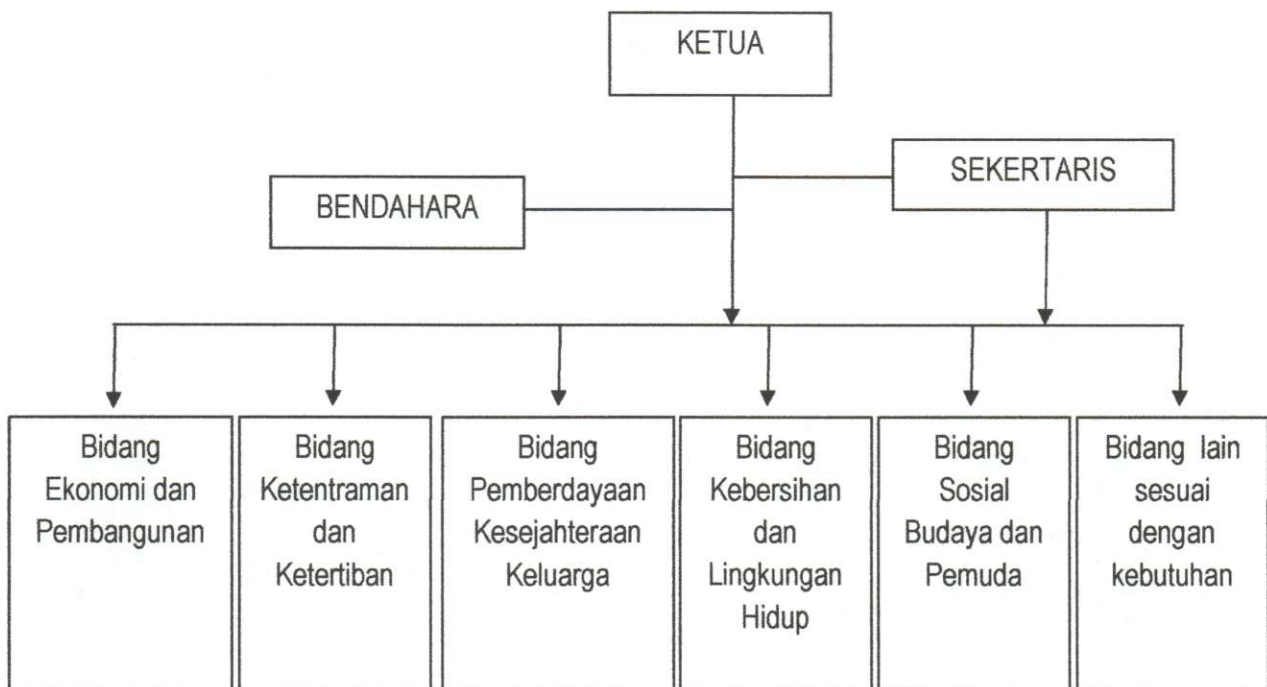 KETUA
SEKERTARIS
BENDAHARA
Bidang
Ekonomi dan
Pembangunan
Bidang
Ketentraman
dan
Ketertiban
Bidang
Pemberdayaan
Kesejahteraan
Keluarga
Bidang
Kebersihan
dan
Lingkungan
Hidup
Bidang
Sosial
Budaya dan
Pemuda
Bidang lain
sesuai
dengan
kebutuhan